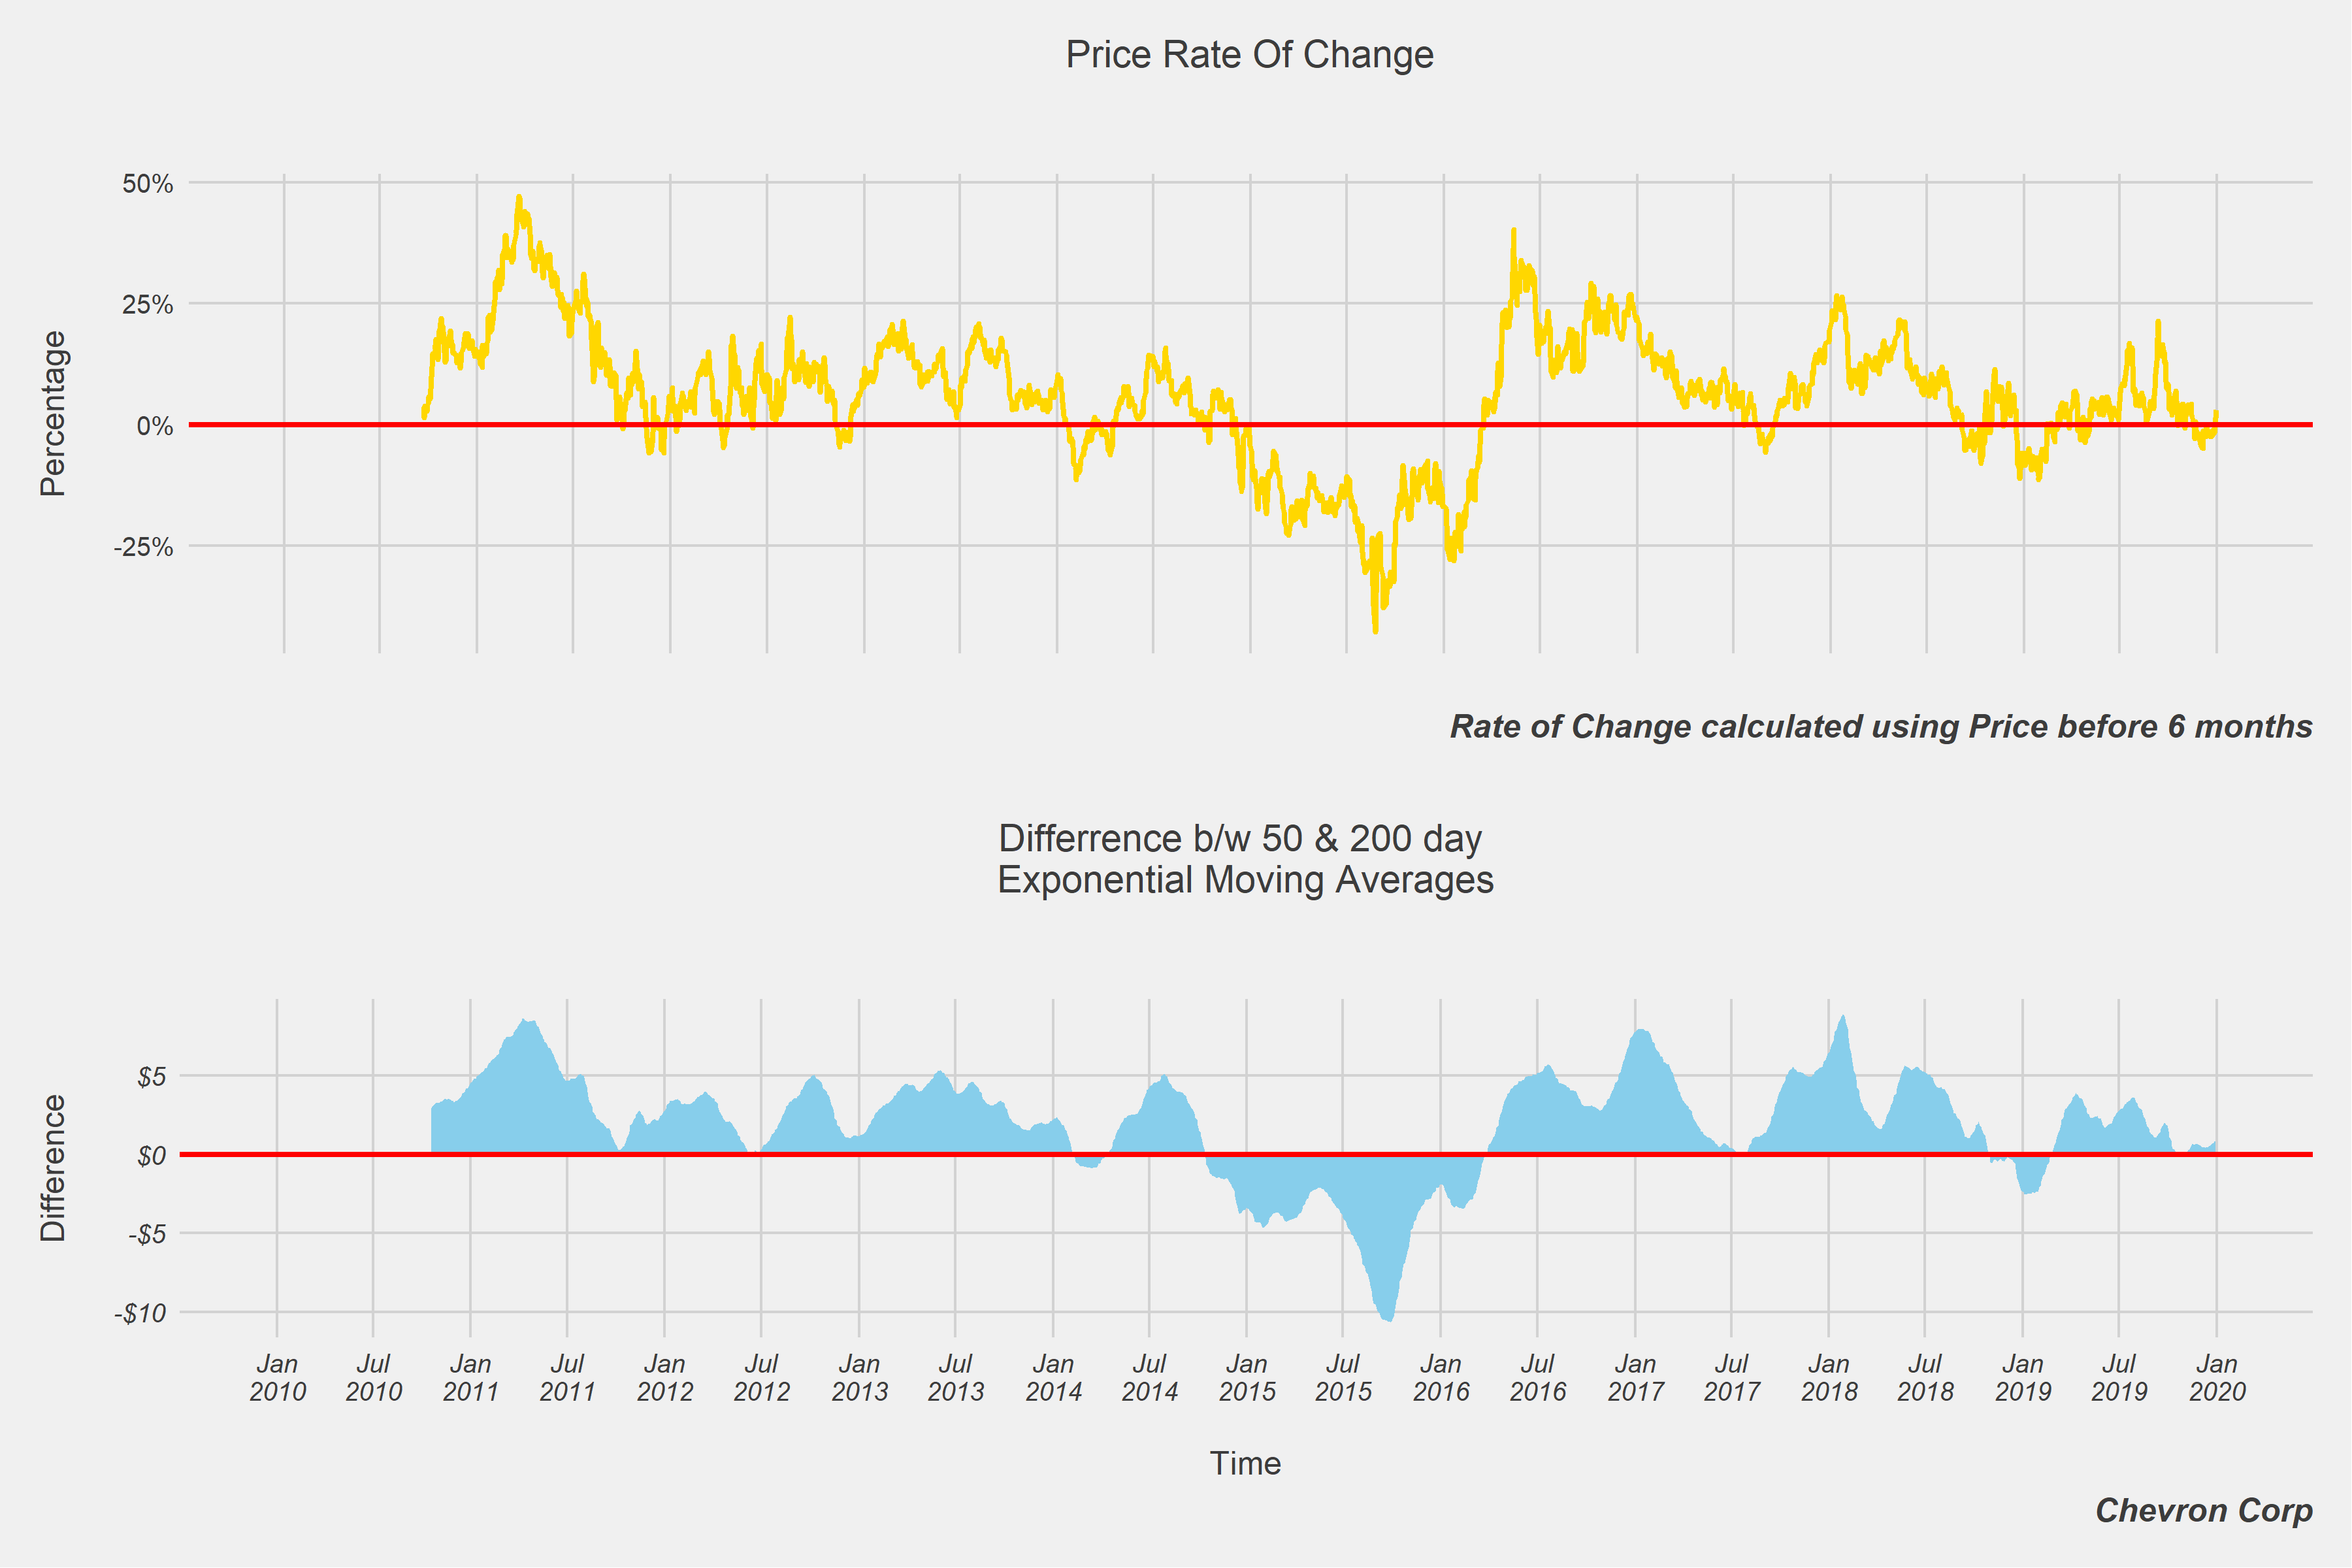 Price Rate Of Change
Percentage
50%
25%
0%
-25%
Rate of Change calculated using Price before 6 months
Differrence b/w 50 & 200 day
Exponential Moving Averages
Difference
$5
$0
-$5
-$10
Jan Jul Jan Jul Jan Jul Jan Jul Jan Jul Jan Jul Jan Jul Jan Jul Jan Jul Jan Jul Jan
2010 2010 2011 2011 2012 2012 2013 2013 2014 2014 2015 2015 2016 2016 2017 2017 2018 2018 2019 2019 2020
Time
Chevron Corp